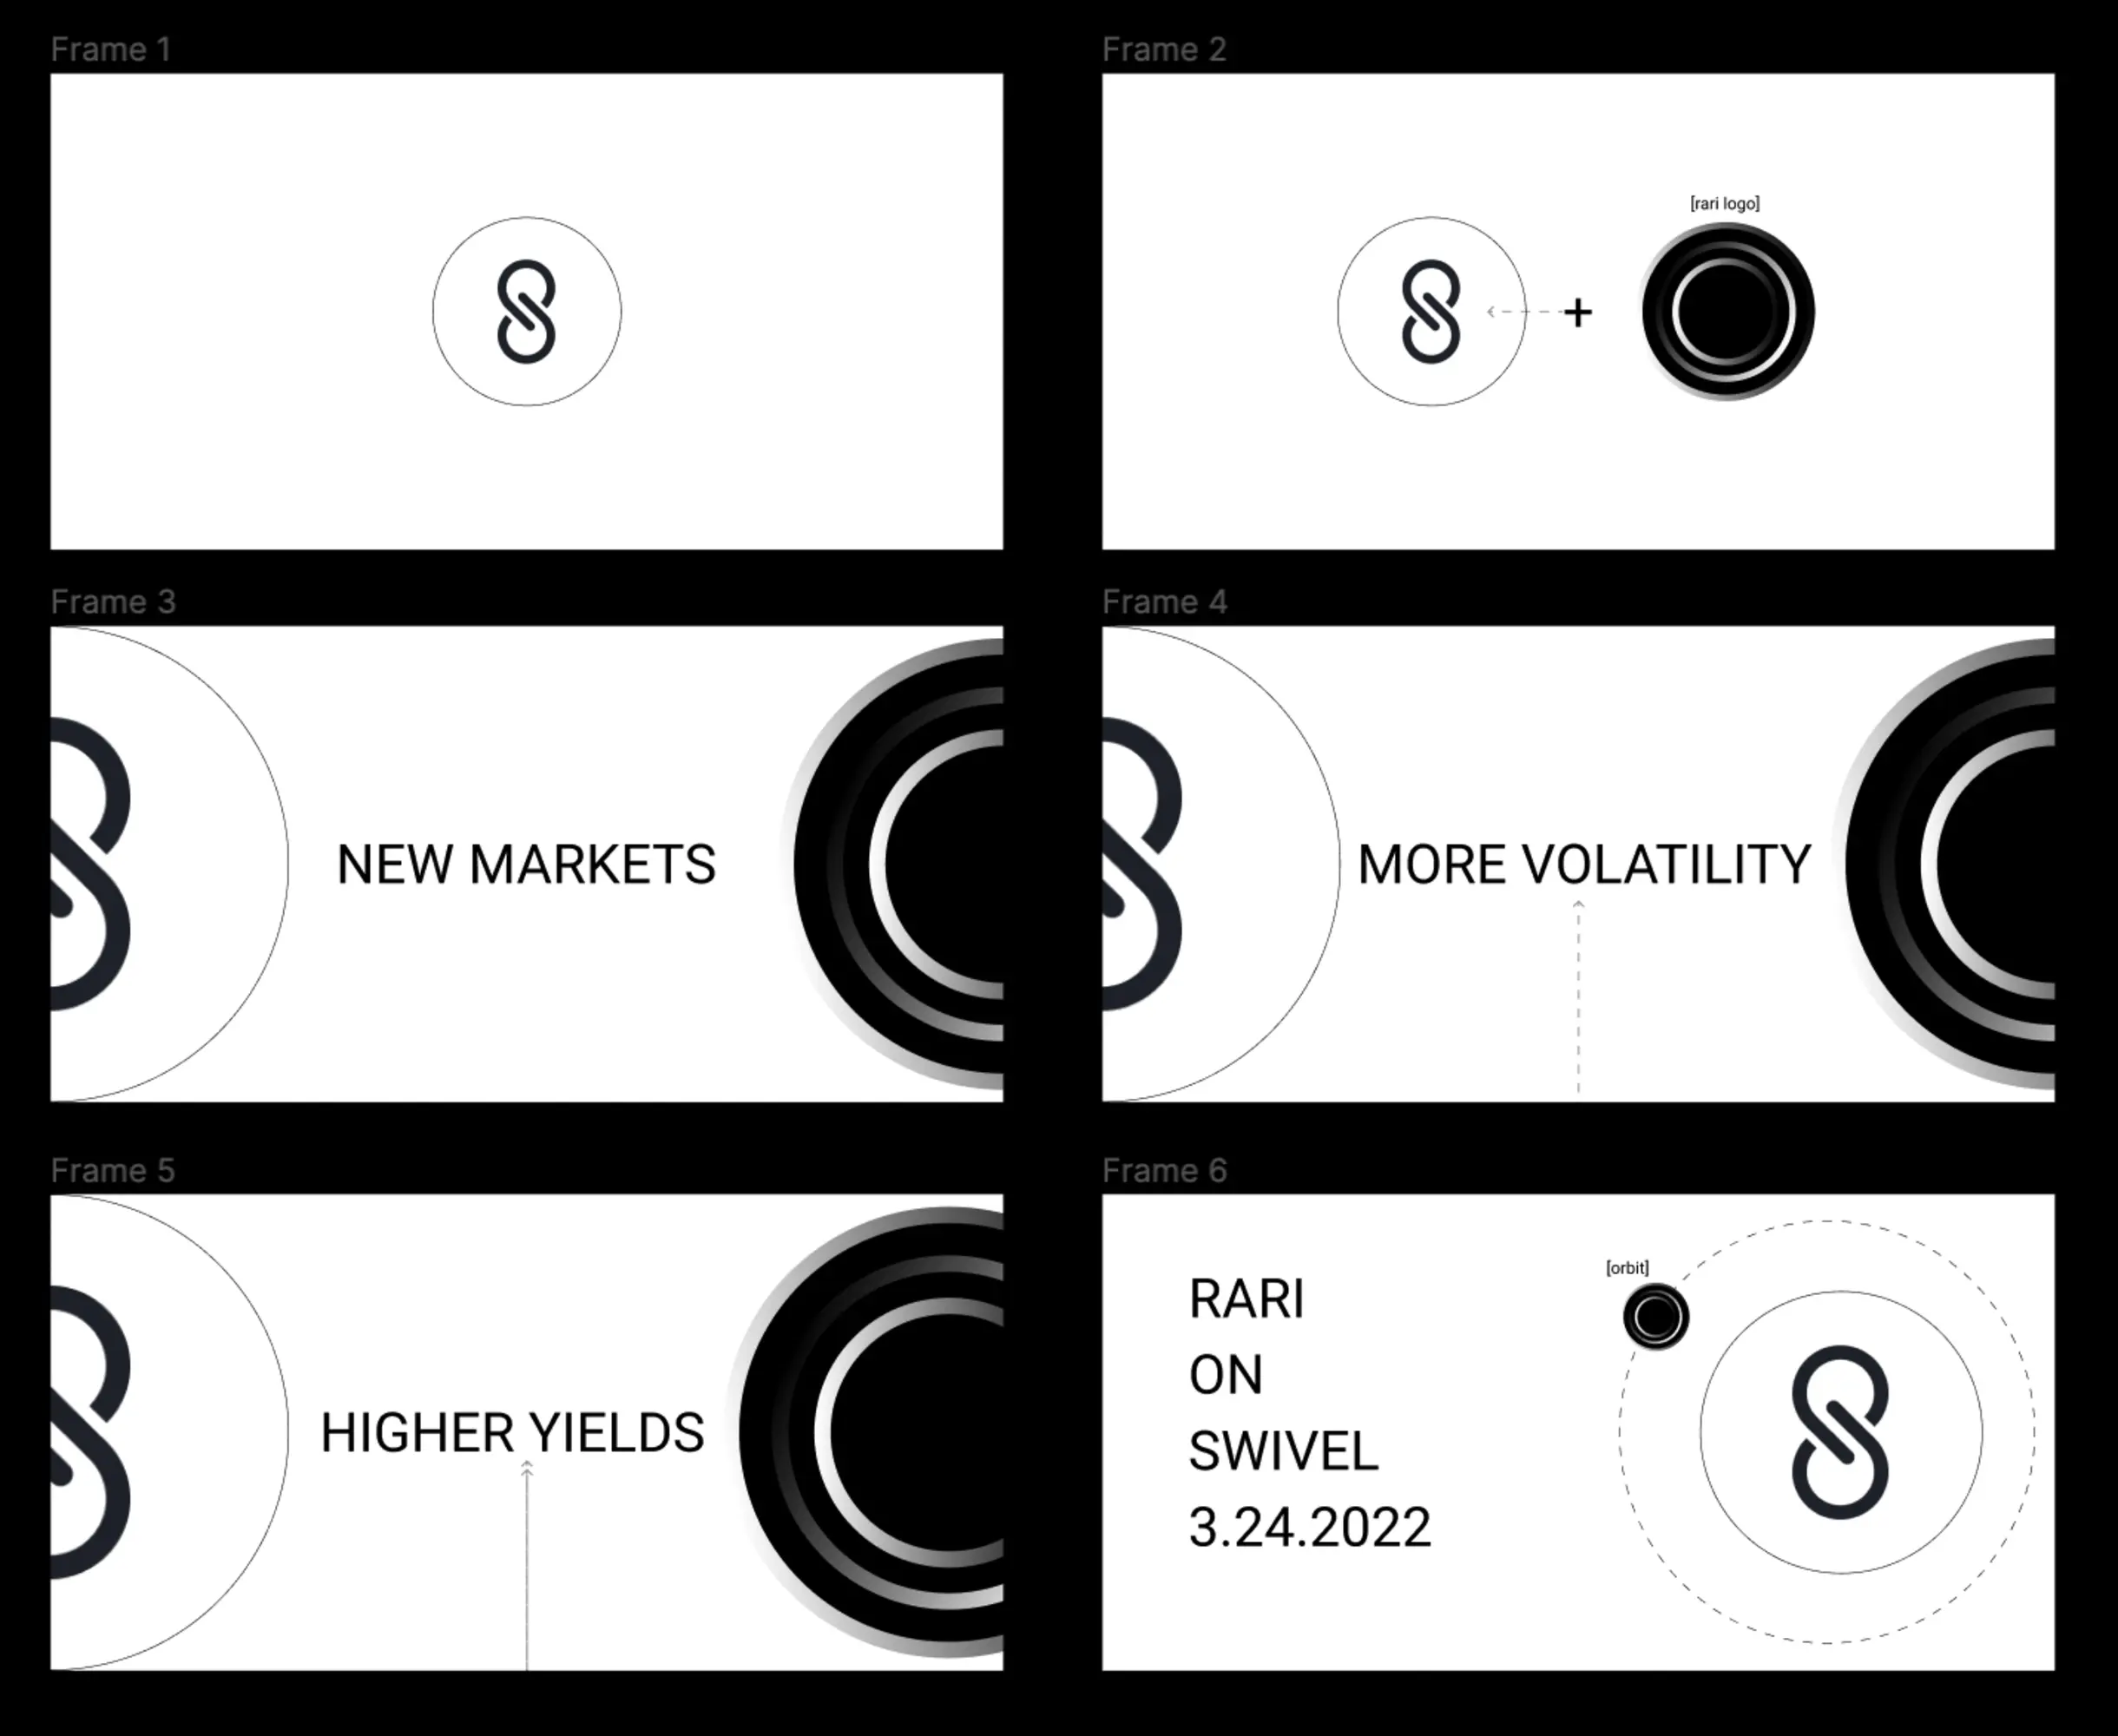 Frame 1
Frame 2
[rari logo]
+
Frame 3
NEW MARKETS
Frame 4
MORE VOLATILITY
Frame 5
HIGHER YIELDS
Frame 6
RARI
ON
SWIVEL
3.24.2022
[orbit]